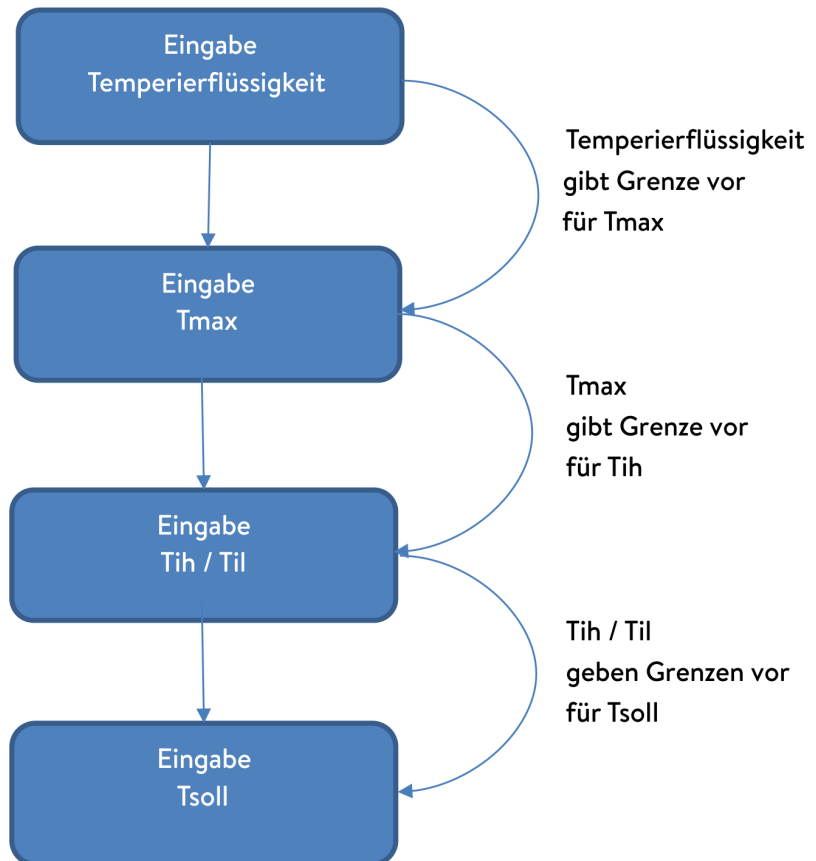 Eingabe
Temperierflüssigkeit
Temperierflüssigkeit
gibt Grenze vor
für Tmax
Eingabe
Tmax
Tmax
gibt Grenze vor
für Tih
Eingabe
Tih / Til
Tih / Til
geben Grenzen vor
für Tsoll
Eingabe
Tsoll